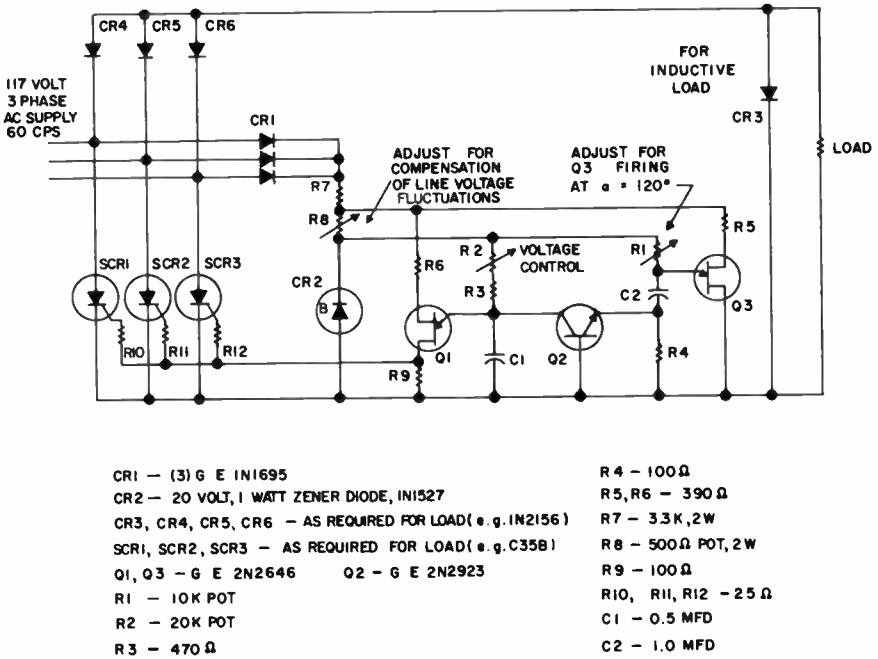 CR4
CR5
CR6
117 VOLT
3 PHASE
AC SUPPLY
60 CPS
CR1
FOR
INDUCTIVE
LOAD
CR3
LOAD
ADJUST FOR
COMPENSATION
OF LINE VOLTAGE
FLUCTUATIONS
ADJUST FOR
Q3 FIRING
AT α = 120°
R7
R8
R6
R2
VOLTAGE
CONTROL
R1
R5
R3
C2
Q3
SCR1
SCR2
SCR3
CR2
B
R10
R11
R12
Q1
C1
Q2
R4
R9
CR1 — (3) G E 1N1695
CR2 — 20 VOLT, 1 WATT ZENER DIODE, 1N1527
CR3, CR4, CR5, CR6 — AS REQUIRED FOR LOAD (e.g. 1N2156)
SCR1, SCR2, SCR3 — AS REQUIRED FOR LOAD (e.g. C35B)
Q1, Q3 — G E 2N2646 Q2 — G E 2N2923
R1 — 10K POT
R2 — 20K POT
R3 — 470 Ω
R4 — 100 Ω
R5, R6 — 390 Ω
R7 — 3.3K, 2W
R8 — 500 Ω POT, 2W
R9 — 100 Ω
R10, R11, R12 — 25 Ω
C1 — 0.5 MFD
C2 — 1.0 MFD